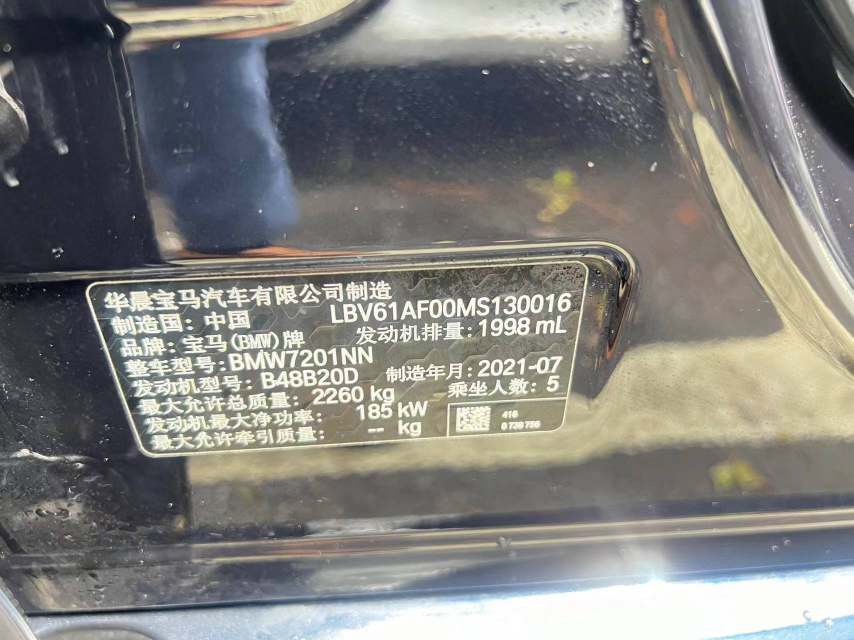 华晨宝马汽车有限公司制造
LBV61AF00MS130016
制造国: 中国
发动机排量: 1998 mL
品牌: 宝马(BMW)牌
整车型号: BMW7201NN
制造年月: 2021-07
发动机型号: B48B20D
乘坐人数: 5
最大允许总质量: 2260 kg
发动机最大净功率: 185 kW
最大允许牵引质量: -- kg
416
8 739 756